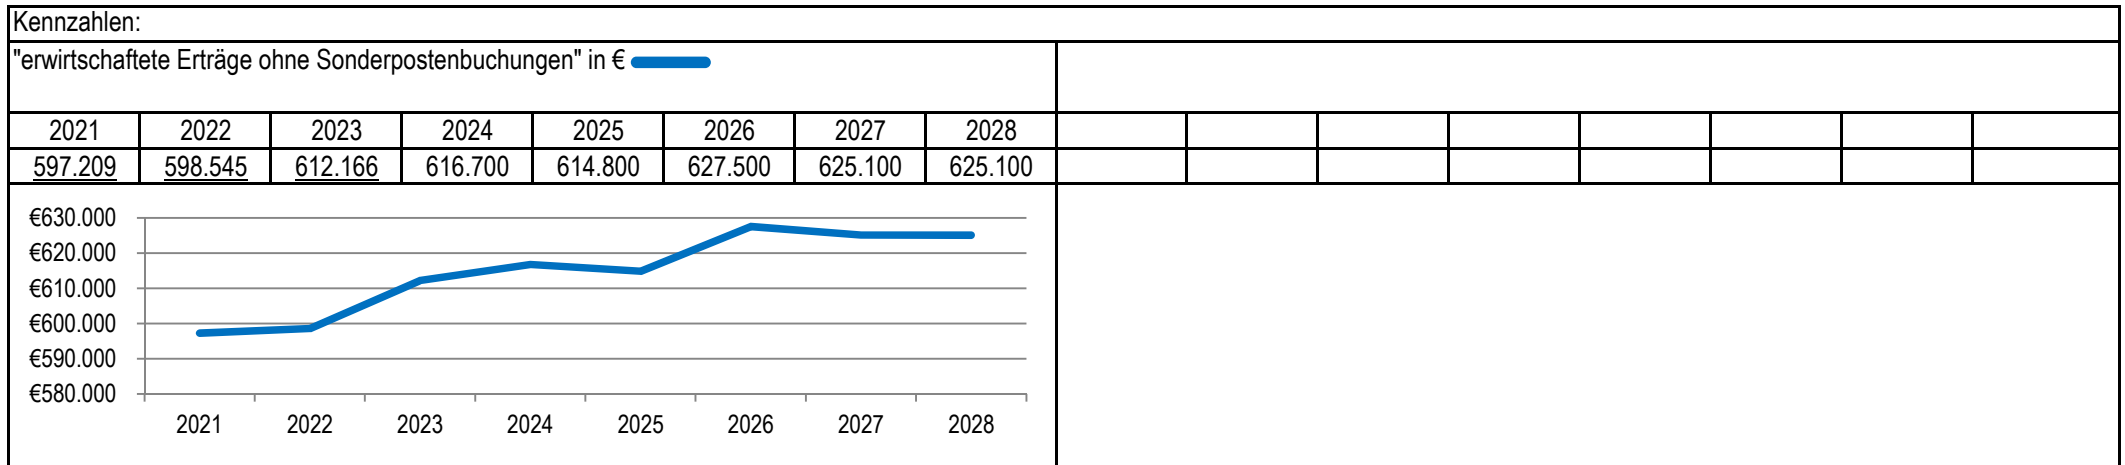 Kennzahlen:
"erwirtschaftete Erträge ohne Sonderpostenbuchungen" in €
2021 2022 2023 2024 2025 2026 2027 2028
597.209 598.545 612.166 616.700 614.800 627.500 625.100 625.100
€630.000
€620.000
€610.000
€600.000
€590.000
€580.000
2021 2022 2023 2024 2025 2026 2027 2028